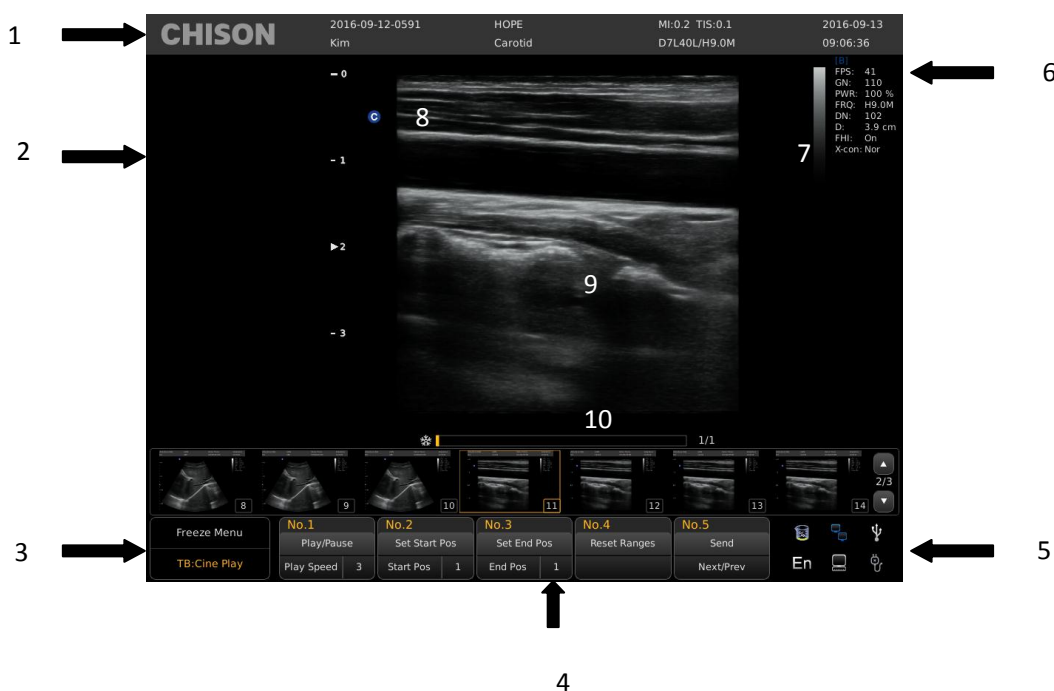 CHISON 2016-09-12-0591 HOPE MI:0.2 TIS:0.1 2016-09-13
Kim Carotid D7L40L/H9.0M 09:06:36
1
2
3
4
5
6
7
8
9
10
[B]
FPS: 41
GN: 110
PWR: 100 %
FRQ: H9.0M
DN: 102
D: 3.9 cm
FHI: On
X-con: Nor
– 0
C
– 1
▶2
– 3
1/1
8 9 10 11 12 13 14
2/3
Freeze Menu
TB:Cine Play
No.1 No.2 No.3 No.4 No.5
Play/Pause Set Start Pos Set End Pos Reset Ranges Send
Play Speed 3 Start Pos 1 End Pos 1 Next/Prev
En